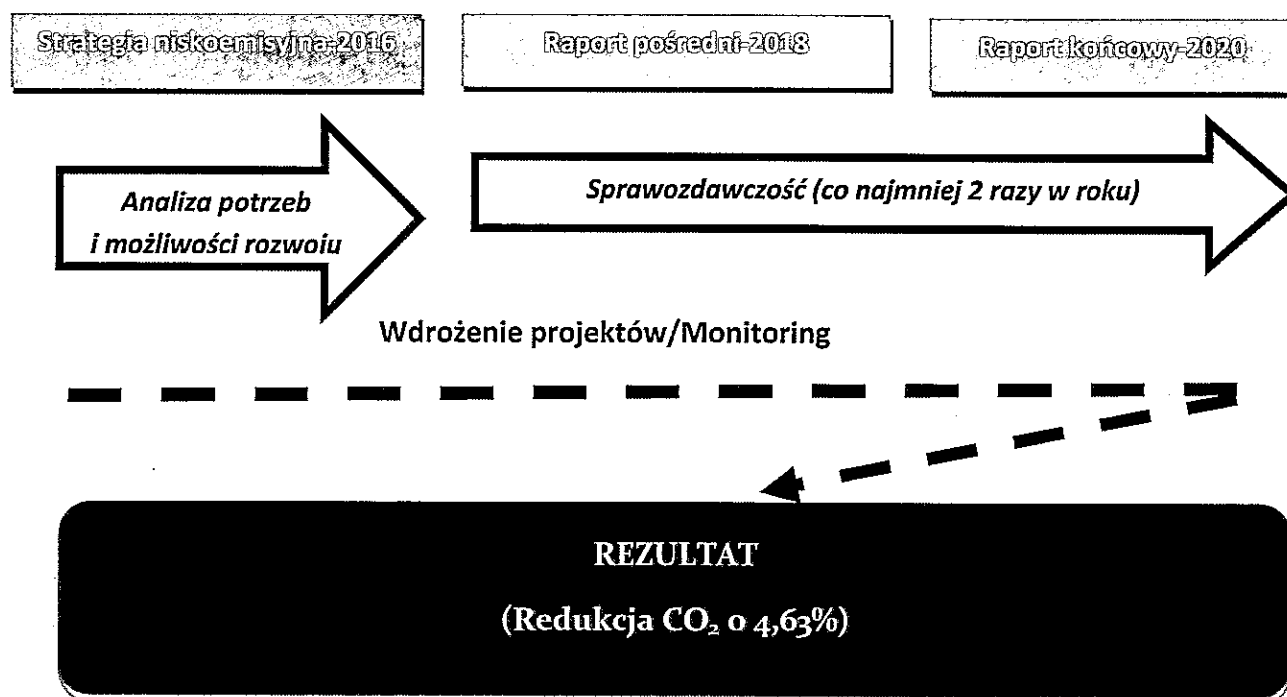 Strategia niskoemisyjna-2016
Raport pośredni-2018
Raport końcowy-2020
Analiza potrzeb
i możliwości rozwoiu
Sprawozdawczość (co najmniej 2 razy w roku)
Wdrożenie projektów/Monitoring
REZULTAT
(Redukcja CO₂ o 4,63%)